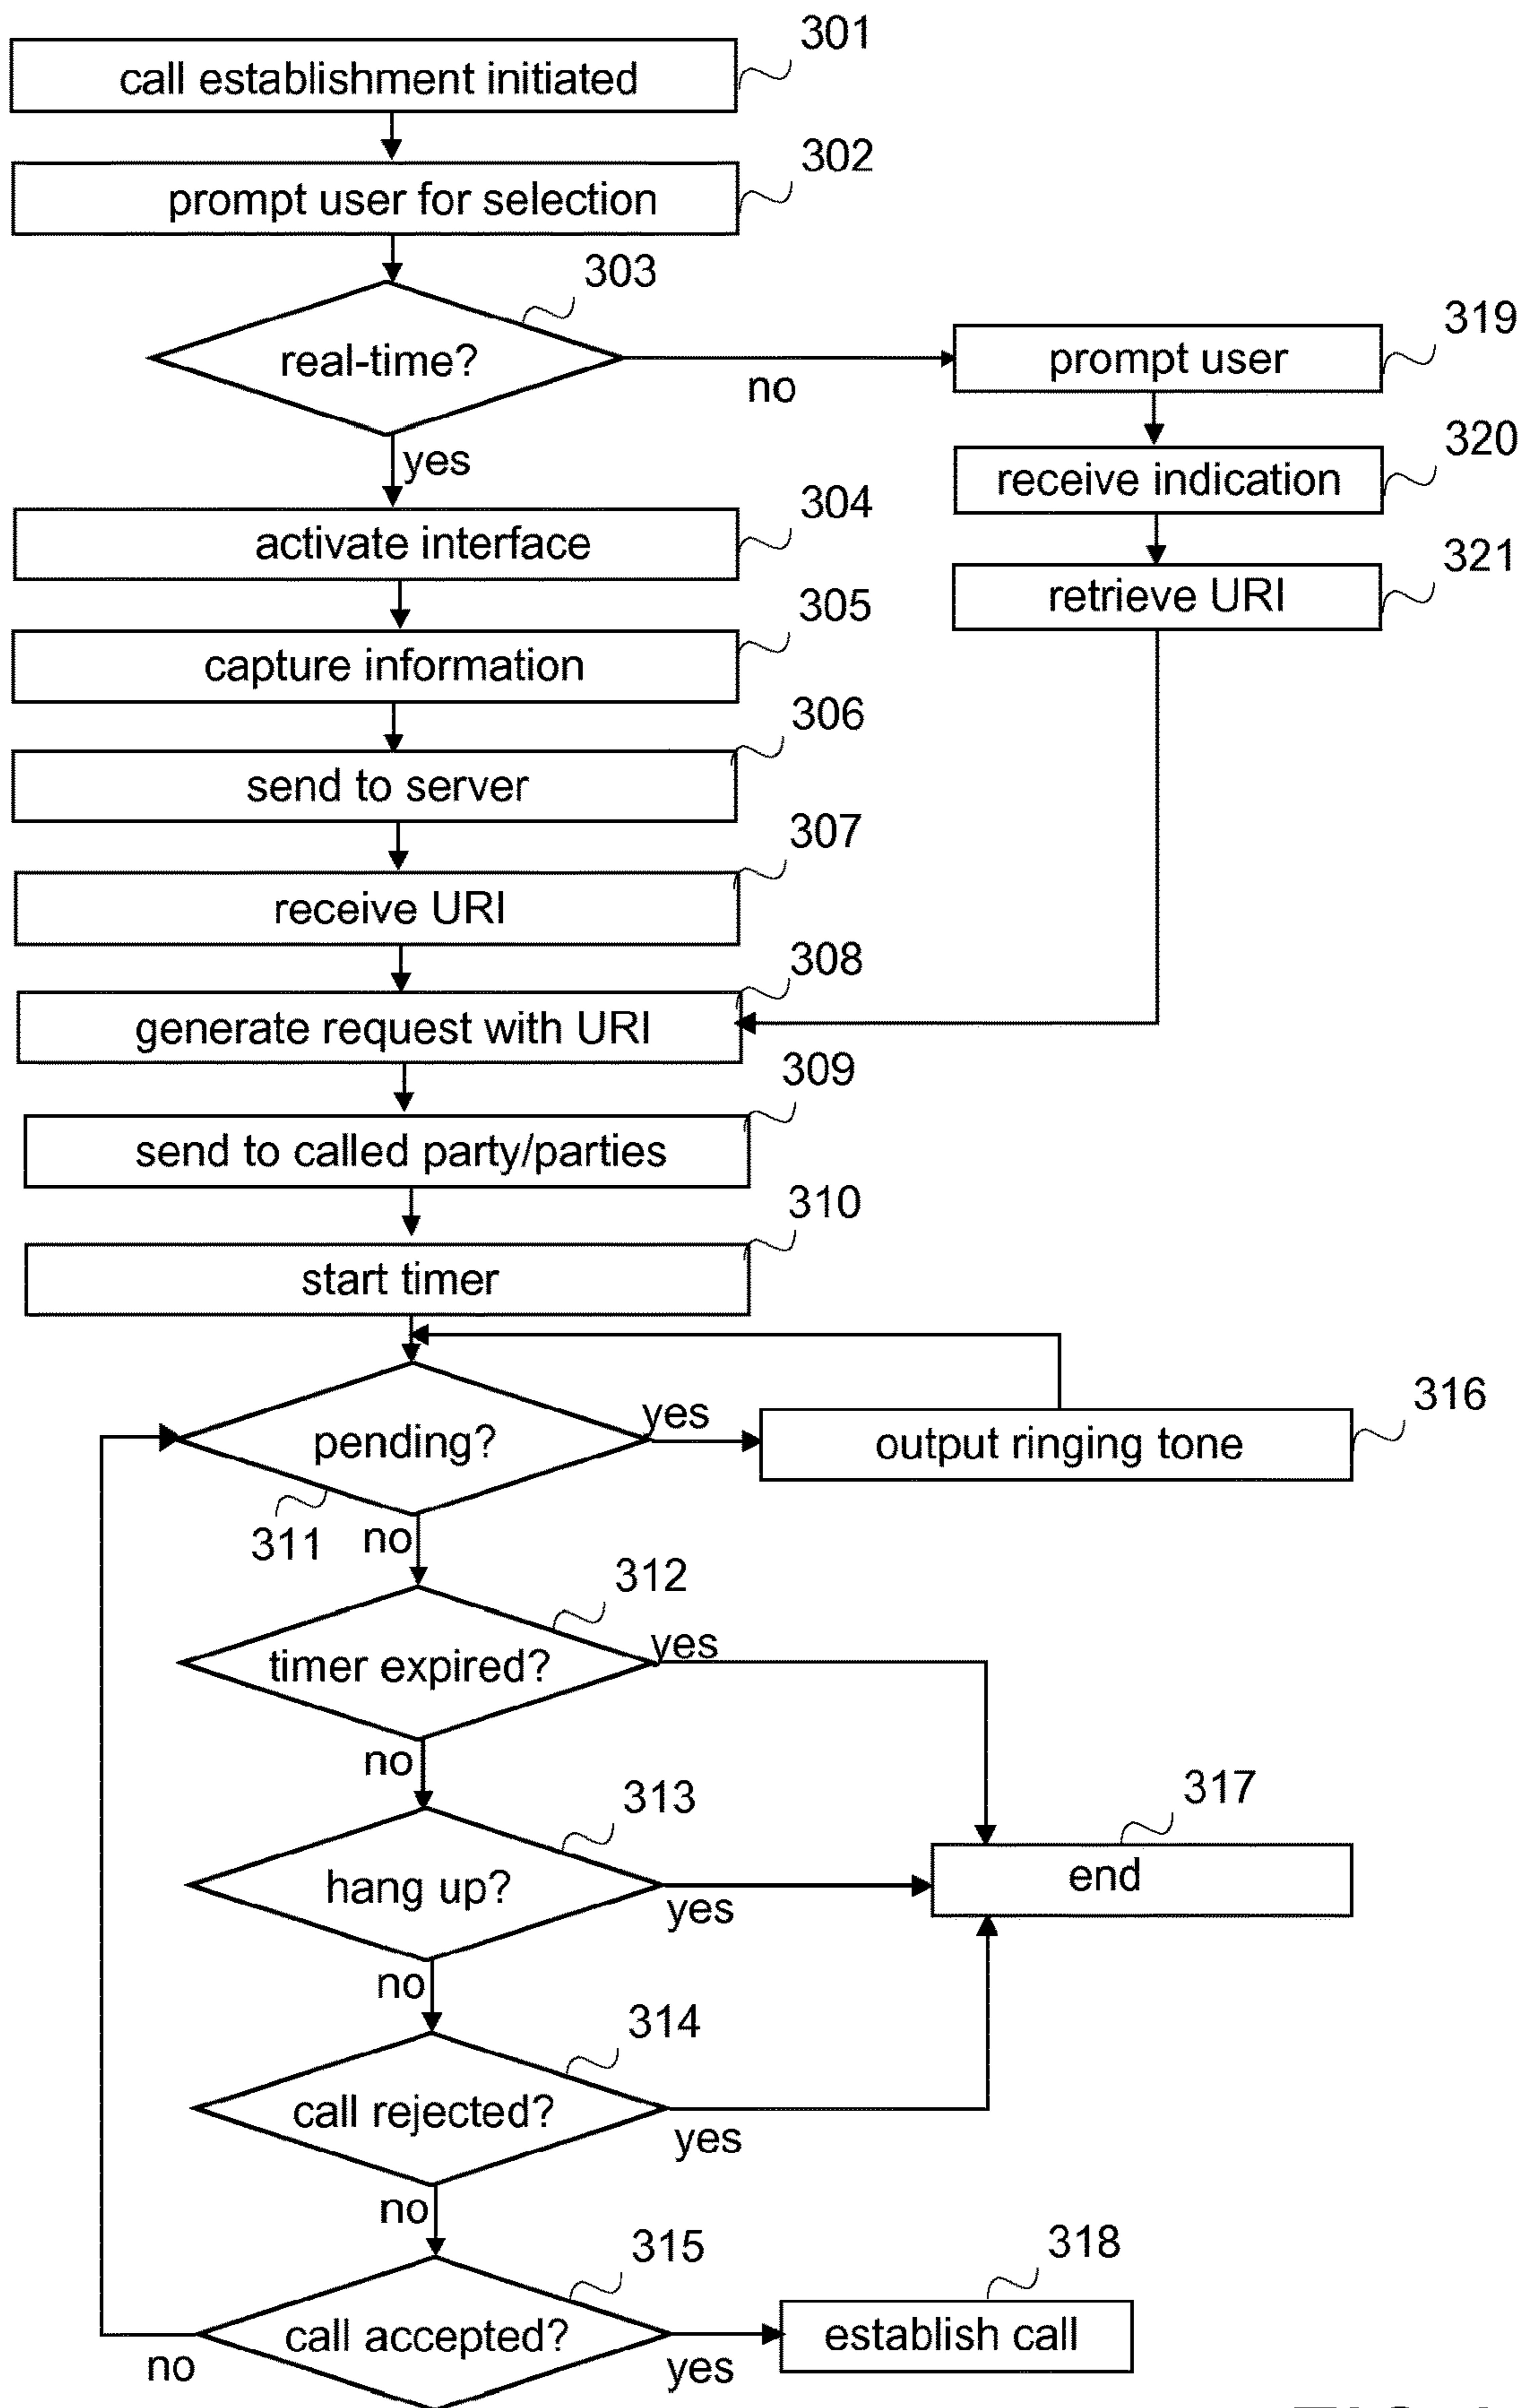 301
call establishment initiated
302
prompt user for selection
303
real-time?
no
319
prompt user
320
receive indication
321
retrieve URI
yes
304
activate interface
305
capture information
306
send to server
307
receive URI
308
generate request with URI
309
send to called party/parties
310
start timer
pending?
yes
316
output ringing tone
311
no
312
timer expired?
yes
no
313
hang up?
yes
317
end
no
314
call rejected?
yes
no
315
call accepted?
no
yes
318
establish call